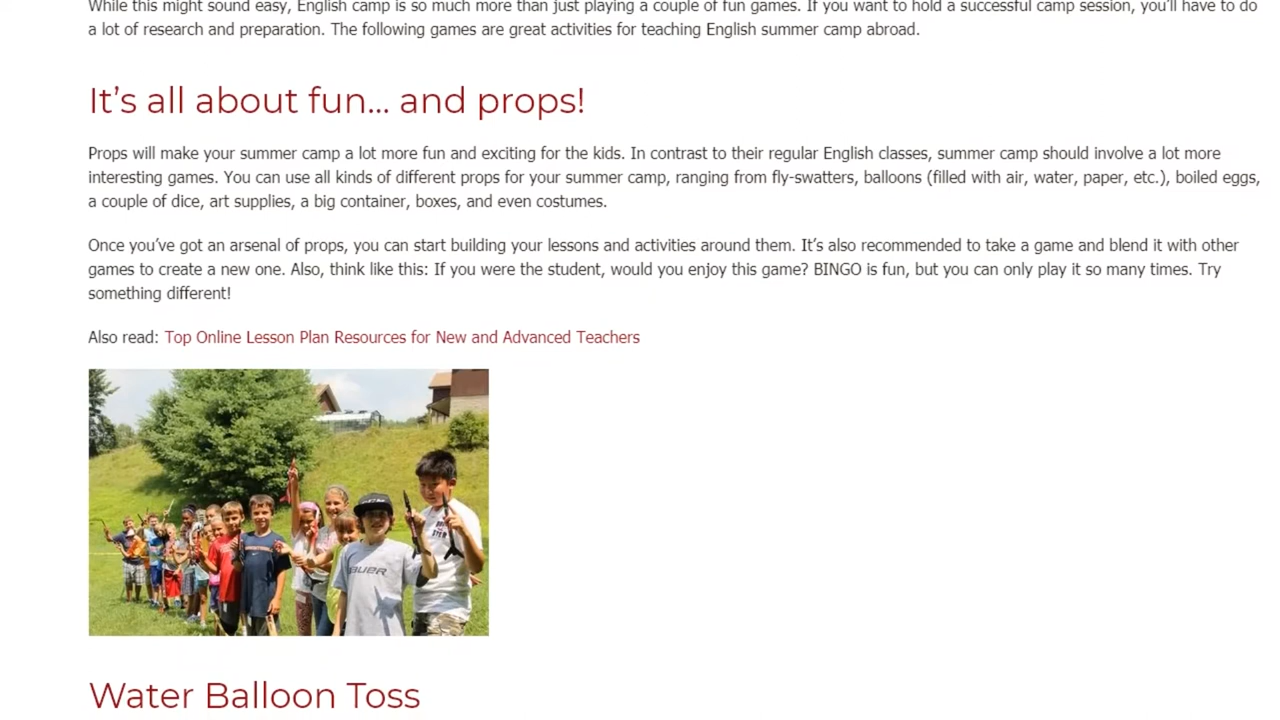 While this might sound easy, English camp is so much more than just playing a couple of fun games. If you want to hold a successful camp session, you'll have to do
a lot of research and preparation. The following games are great activities for teaching English summer camp abroad.
It's all about fun… and props!
Props will make your summer camp a lot more fun and exciting for the kids. In contrast to their regular English classes, summer camp should involve a lot more
interesting games. You can use all kinds of different props for your summer camp, ranging from fly-swatters, balloons (filled with air, water, paper, etc.), boiled eggs,
a couple of dice, art supplies, a big container, boxes, and even costumes.
Once you've got an arsenal of props, you can start building your lessons and activities around them. It's also recommended to take a game and blend it with other
games to create a new one. Also, think like this: If you were the student, would you enjoy this game? BINGO is fun, but you can only play it so many times. Try
something different!
Also read: Top Online Lesson Plan Resources for New and Advanced Teachers
BAUER
Water Balloon Toss